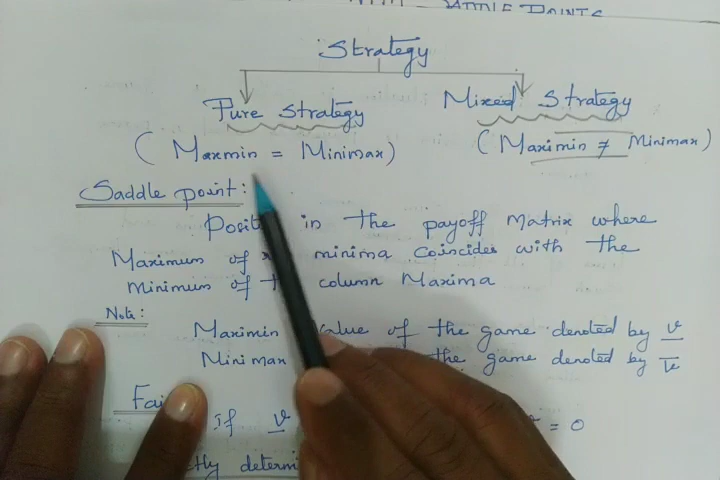 Strategy
Pure Strategy Mixed Strategy
( Maxmin = Minimax) ( Maximin ≠ Minimax)
Saddle point:
in the payoff Matrix where
Maximum of minima Coincides with the
minimum of column Maxima
Note:
Maximin Value of the game denoted by v
Minimax the game denoted by v
If v = 0